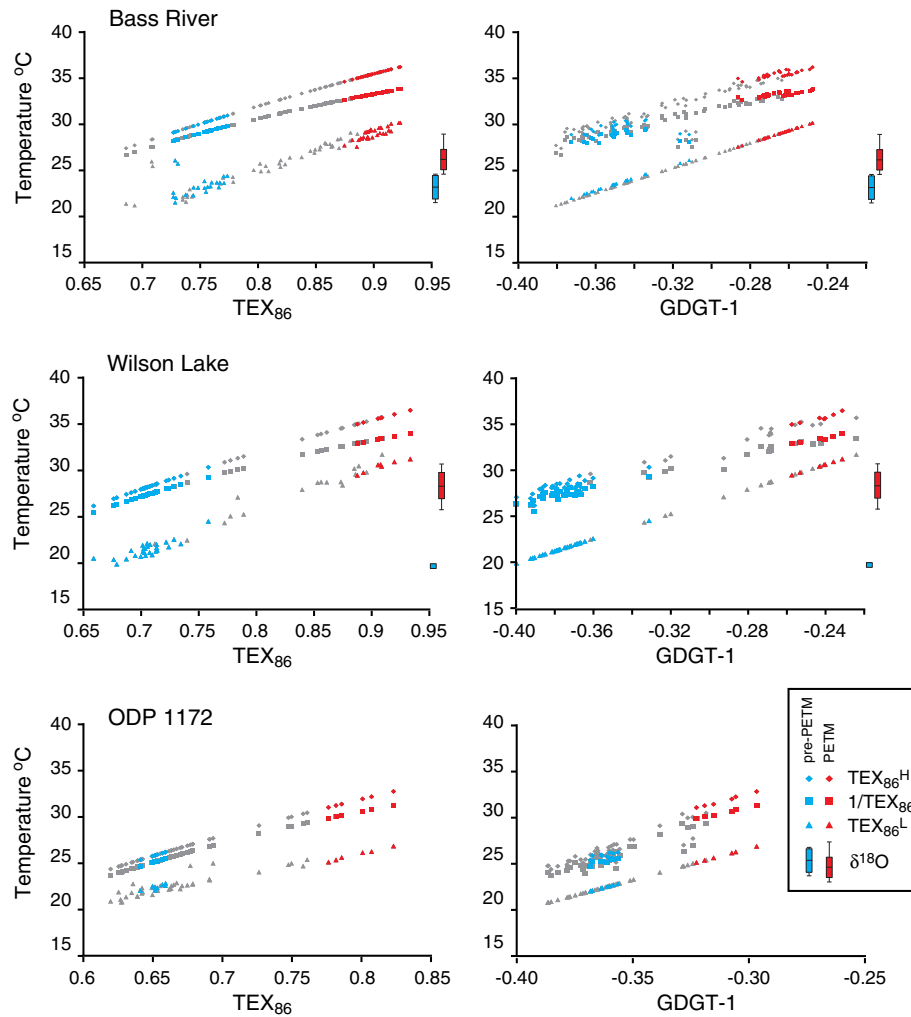 Bass River
Temperature °C
40
35
30
25
20
15
0.65 0.7 0.75 0.8 0.85 0.9 0.95
TEX86
40
35
30
25
20
15
-0.40 -0.36 -0.32 -0.28 -0.24
GDGT-1
Wilson Lake
Temperature °C
40
35
30
25
20
15
0.65 0.7 0.75 0.8 0.85 0.9 0.95
TEX86
40
35
30
25
20
15
-0.40 -0.36 -0.32 -0.28 -0.24
GDGT-1
ODP 1172
Temperature °C
40
35
30
25
20
15
0.6 0.65 0.7 0.75 0.8 0.85
TEX86
40
35
30
25
20
15
-0.40 -0.35 -0.30 -0.25
GDGT-1
pre-PETM
PETM
TEX86H
1/TEX86
TEX86L
δ18O